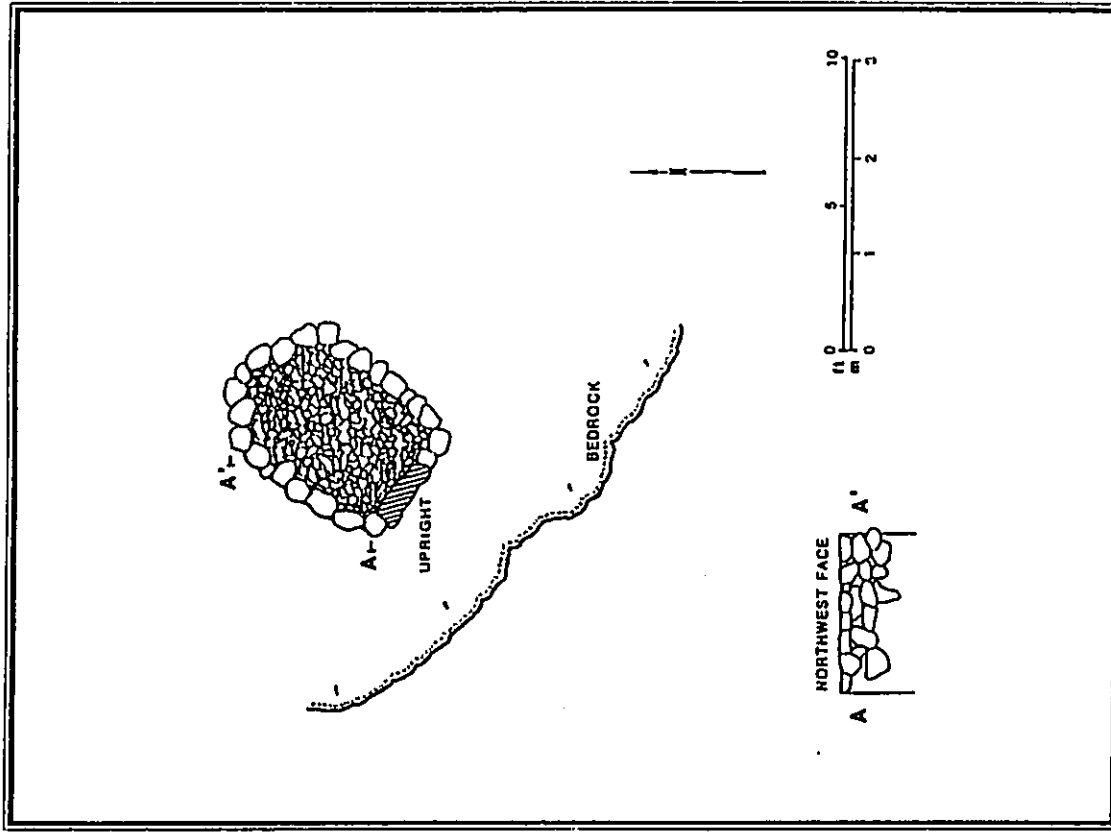 A'
A
UPRIGHT
BEDROCK
N
ft 0 5 10
m 0 1 2 3
NORTHWEST FACE
A A'